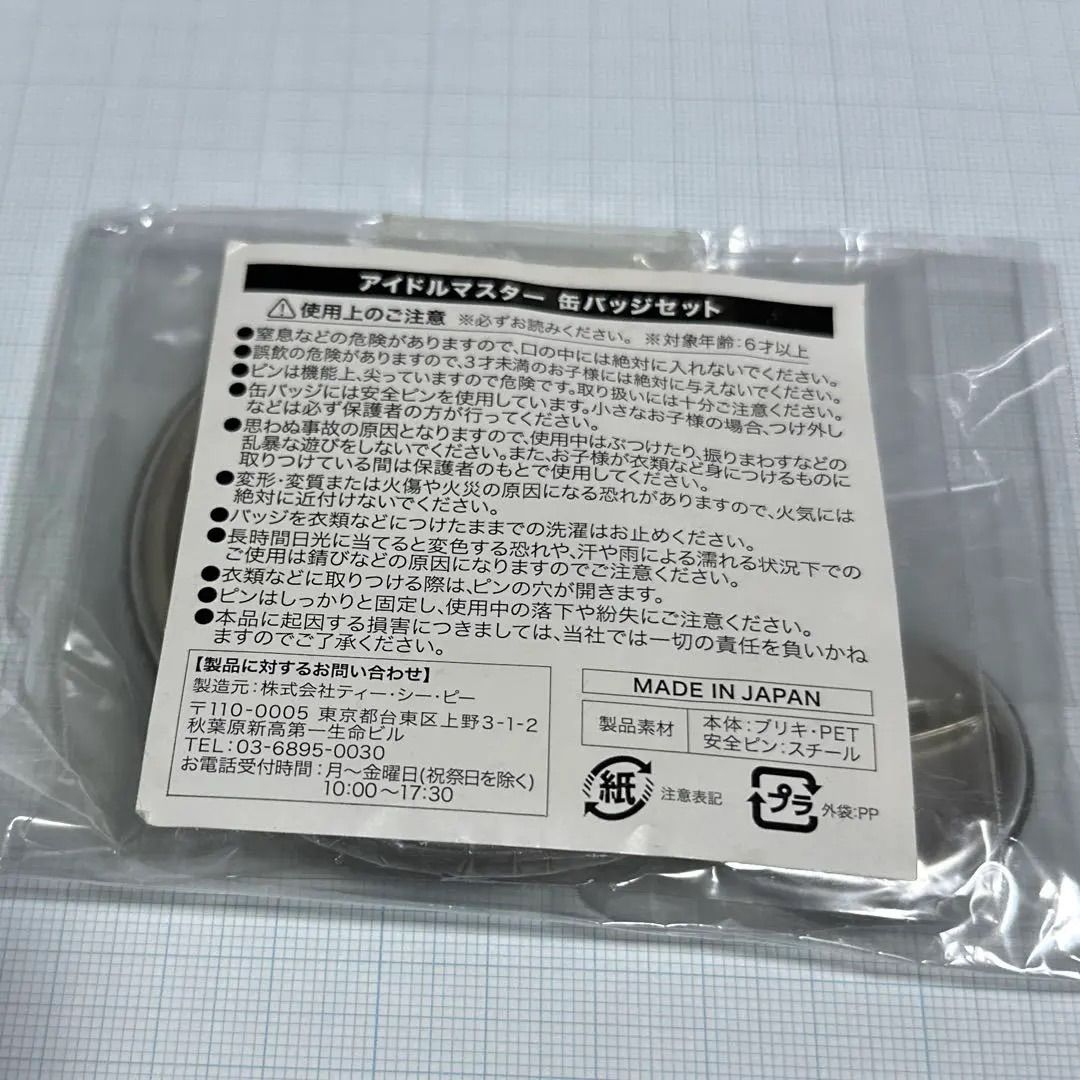 アイドルマスター 缶バッジセット
⚠使用上のご注意 ※必ずお読みください。 ※対象年齢:6才以上
●窒息などの危険がありますので、口の中には絶対に入れないでください。
●誤飲の危険がありますので、3才未満のお子様には絶対に与えないでください。
●ピンは機能上、尖っていますので危険です。取り扱いには十分ご注意ください。
●缶バッジには安全ピンを使用しています。小さなお子様の場合、つけ外し
などは必ず保護者の方が行ってください。
●思わぬ事故の原因となりますので、使用中はぶつけたり、振りまわすなどの
乱暴な遊びをしないでください。また、お子様が衣類など身につけるものに
取りつけている間は保護者のもとで使用してください。
●変形・変質または火傷や火災の原因になる恐れがありますので、火気には
絶対に近付けないでください。
●バッジを衣類などにつけたままでの洗濯はお止めください。
●長時間日光に当てると変色する恐れや、汗や雨による濡れる状況下での
ご使用は錆びなどの原因になりますのでご注意ください。
●衣類などに取りつける際は、ピンの穴が開きます。
●ピンはしっかりと固定し、使用中の落下や紛失にご注意ください。
●本品に起因する損害につきましては、当社では一切の責任を負いかね
ますのでご了承ください。
【製品に対するお問い合わせ】
製造元:株式会社ティー・シー・ピー
〒110-0005 東京都台東区上野3-1-2
秋葉原新高第一生命ビル
TEL:03-6895-0030
お電話受付時間:月～金曜日(祝祭日を除く)
10:00～17:30
MADE IN JAPAN
製品素材
本体:ブリキ・PET
安全ピン:スチール
紙 注意表記
プラ 外袋:PP